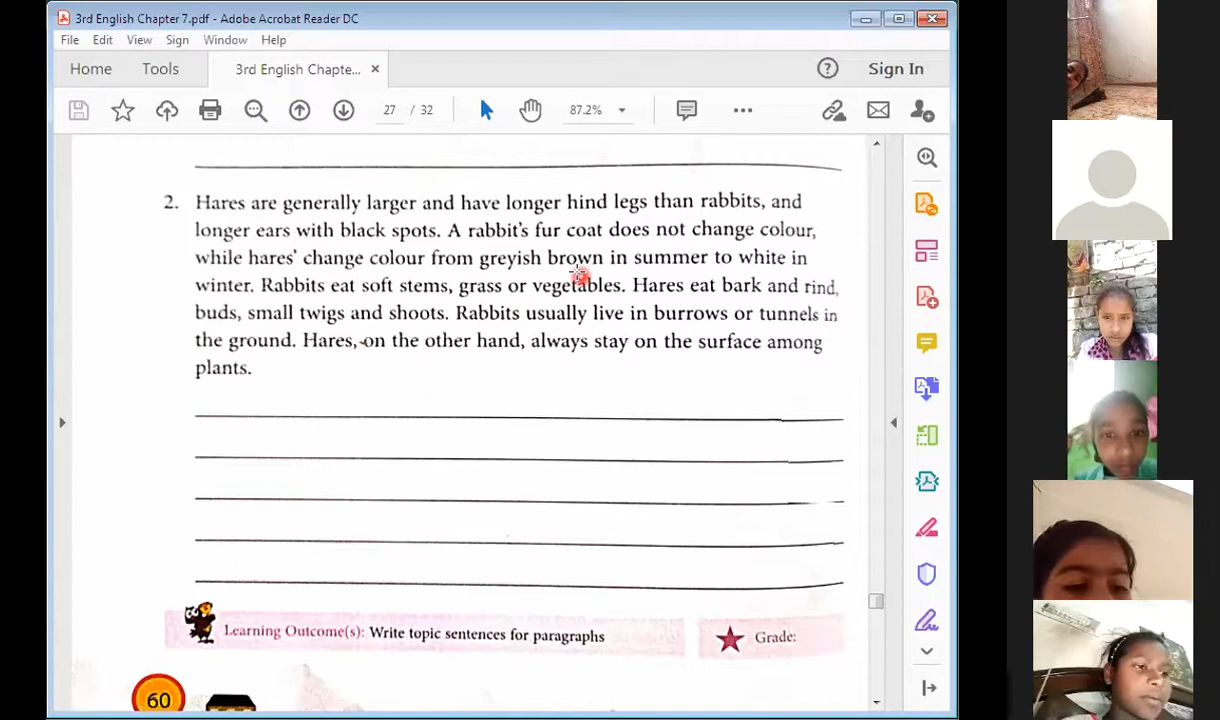 3rd English Chapter 7.pdf - Adobe Acrobat Reader DC
File Edit View Sign Window Help
Home Tools 3rd English Chapte... × Sign In
27 / 32 87.2%
2. Hares are generally larger and have longer hind legs than rabbits, and
longer ears with black spots. A rabbit's fur coat does not change colour,
while hares' change colour from greyish brown in summer to white in
winter. Rabbits eat soft stems, grass or vegetables. Hares eat bark and rind,
buds, small twigs and shoots. Rabbits usually live in burrows or tunnels in
the ground. Hares, on the other hand, always stay on the surface among
plants.
Learning Outcome(s): Write topic sentences for paragraphs
Grade:
60